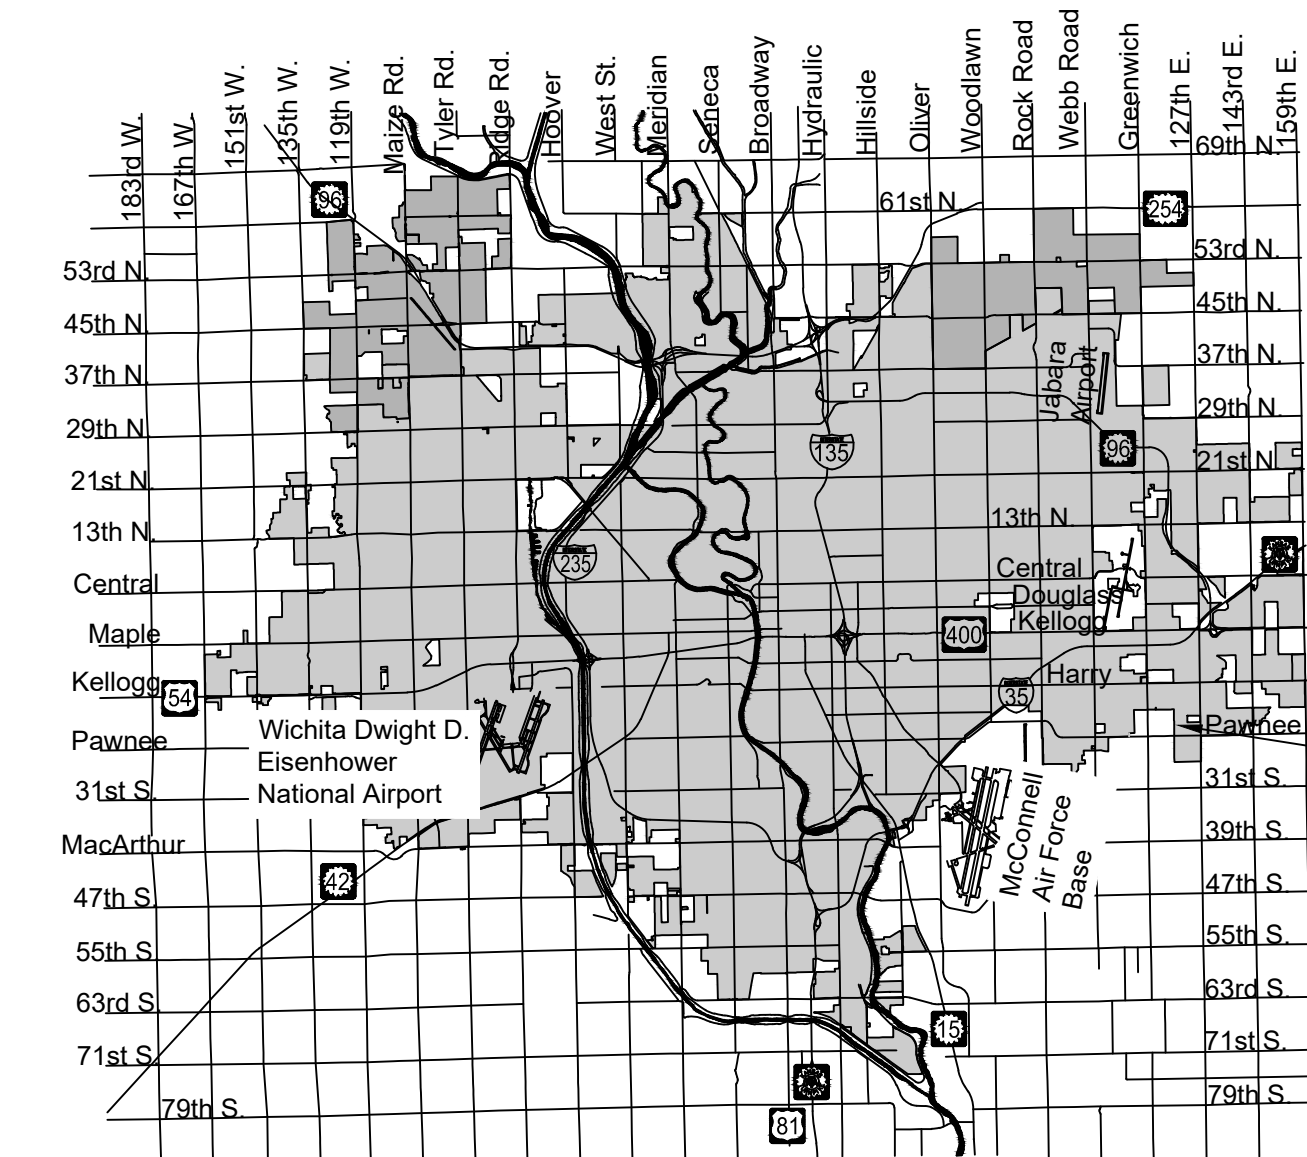 183rd W.
167th W.
151st W.
135th W.
119th W.
Maize Rd.
Tyler Rd.
Ridge Rd.
Hoover
West St.
Meridian
Seneca
Broadway
Hydraulic
Hillside
Oliver
Woodlawn
Rock Road
Webb Road
Greenwich
127th E.
143rd E.
159th E.
69th N.
96
61st N.
254
53rd N.
53rd N.
45th N.
45th N.
37th N.
37th N.
Jabara
Airport
29th N.
29th N.
135
96
21st N.
21st N.
13th N.
13th N.
235
Central
Central
Douglass
Maple
Kellogg
400
Kellogg
54
Harry
35
Wichita Dwight D.
Eisenhower
National Airport
Pawnee
Pawnee
31st S.
31st S.
McConnell
Air Force
Base
MacArthur
39th S.
42
47th S.
47th S.
55th S.
55th S.
63rd S.
63rd S.
15
71st S.
71st S.
79th S.
79th S.
81